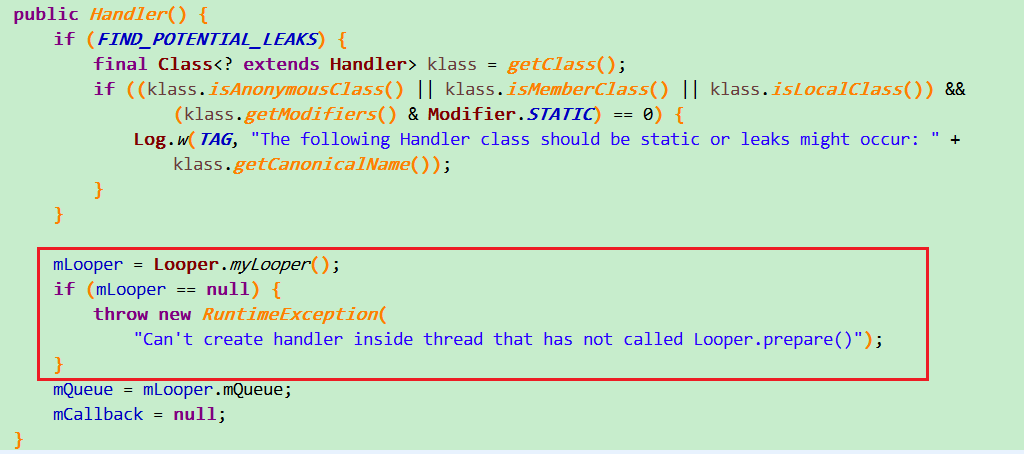 public Handler() {
    if (FIND_POTENTIAL_LEAKS) {
        final Class<? extends Handler> klass = getClass();
        if ((klass.isAnonymousClass() || klass.isMemberClass() || klass.isLocalClass()) &&
                (klass.getModifiers() & Modifier.STATIC) == 0) {
            Log.w(TAG, "The following Handler class should be static or leaks might occur: " +
                klass.getCanonicalName());
        }
    }

    mLooper = Looper.myLooper();
    if (mLooper == null) {
        throw new RuntimeException(
            "Can't create handler inside thread that has not called Looper.prepare()");
    }
    mQueue = mLooper.mQueue;
    mCallback = null;
}